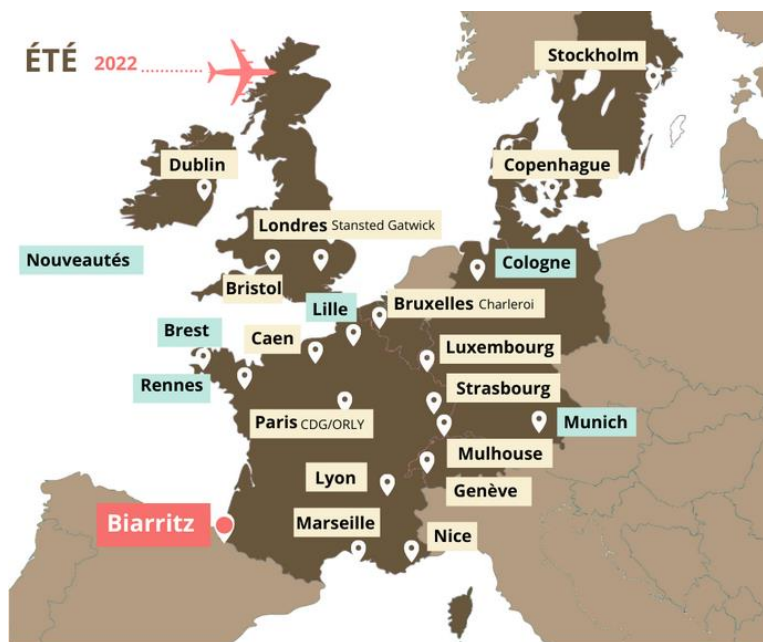 ÉTÉ 2022
Stockholm
Dublin
Copenhague
Londres Stansted Gatwick
Nouveautés
Cologne
Bristol
Lille
Bruxelles Charleroi
Brest
Caen
Luxembourg
Rennes
Strasbourg
Paris CDG/ORLY
Munich
Mulhouse
Lyon
Genève
Biarritz
Marseille
Nice